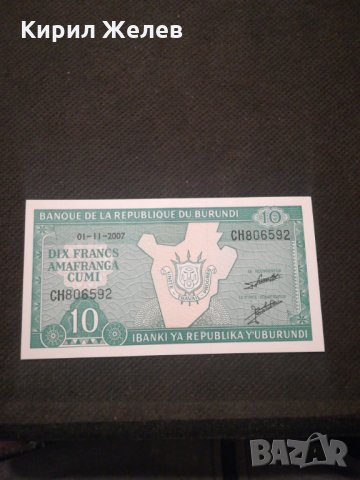 Кирил Желев
BANQUE DE LA REPUBLIQUE DU BURUNDI
10
01-11-2007
CH806592
DIX FRANCS
AMAFRANGA
CUMI
CH806592
10
IBANKI YA REPUBLIKA Y'UBURUNDI
BAZAR